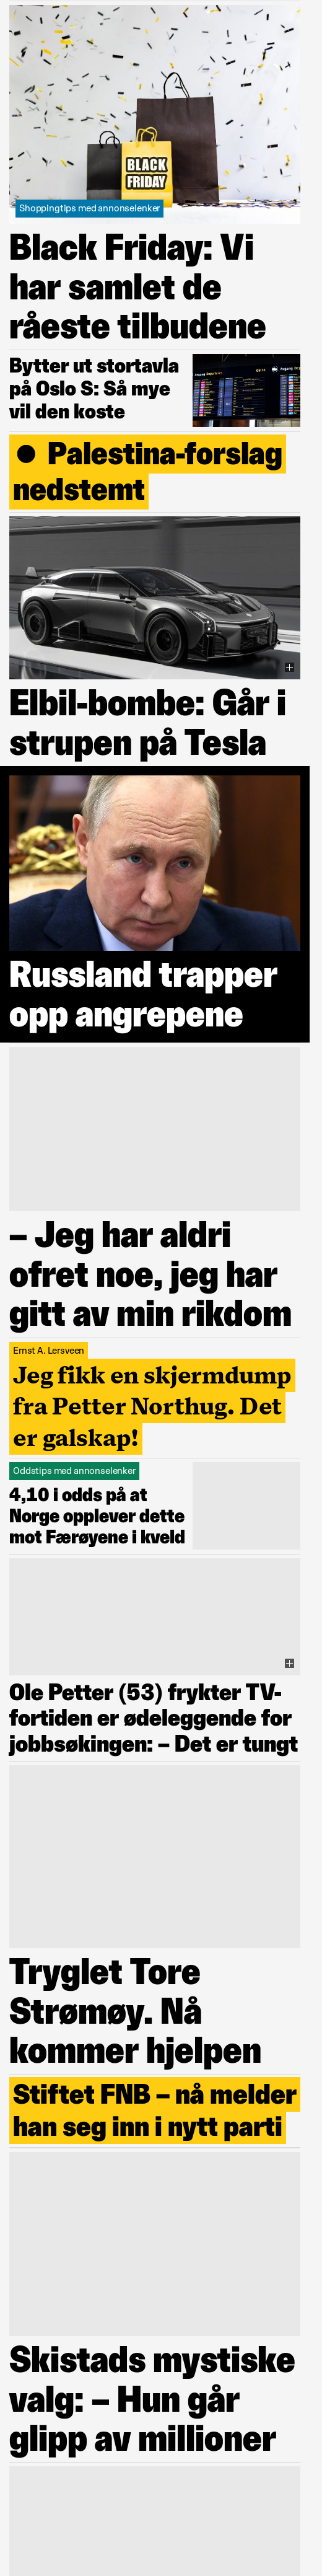 BLACK
FRIDAY
Shoppingtips med annonselenker
Black Friday: Vi
har samlet de
råeste tilbudene
Bytter ut stortavla
på Oslo S: Så mye
vil den koste
● Palestina-forslag
nedstemt
Elbil-bombe: Går i
strupen på Tesla
Russland trapper
opp angrepene
– Jeg har aldri
ofret noe, jeg har
gitt av min rikdom
Ernst A. Lersveen
Jeg fikk en skjermdump
fra Petter Northug. Det
er galskap!
Oddstips med annonselenker
4,10 i odds på at
Norge opplever dette
mot Færøyene i kveld
Ole Petter (53) frykter TV-
fortiden er ødeleggende for
jobbsøkingen: – Det er tungt
Tryglet Tore
Strømøy. Nå
kommer hjelpen
Stiftet FNB – nå melder
han seg inn i nytt parti
Skistads mystiske
valg: – Hun går
glipp av millioner